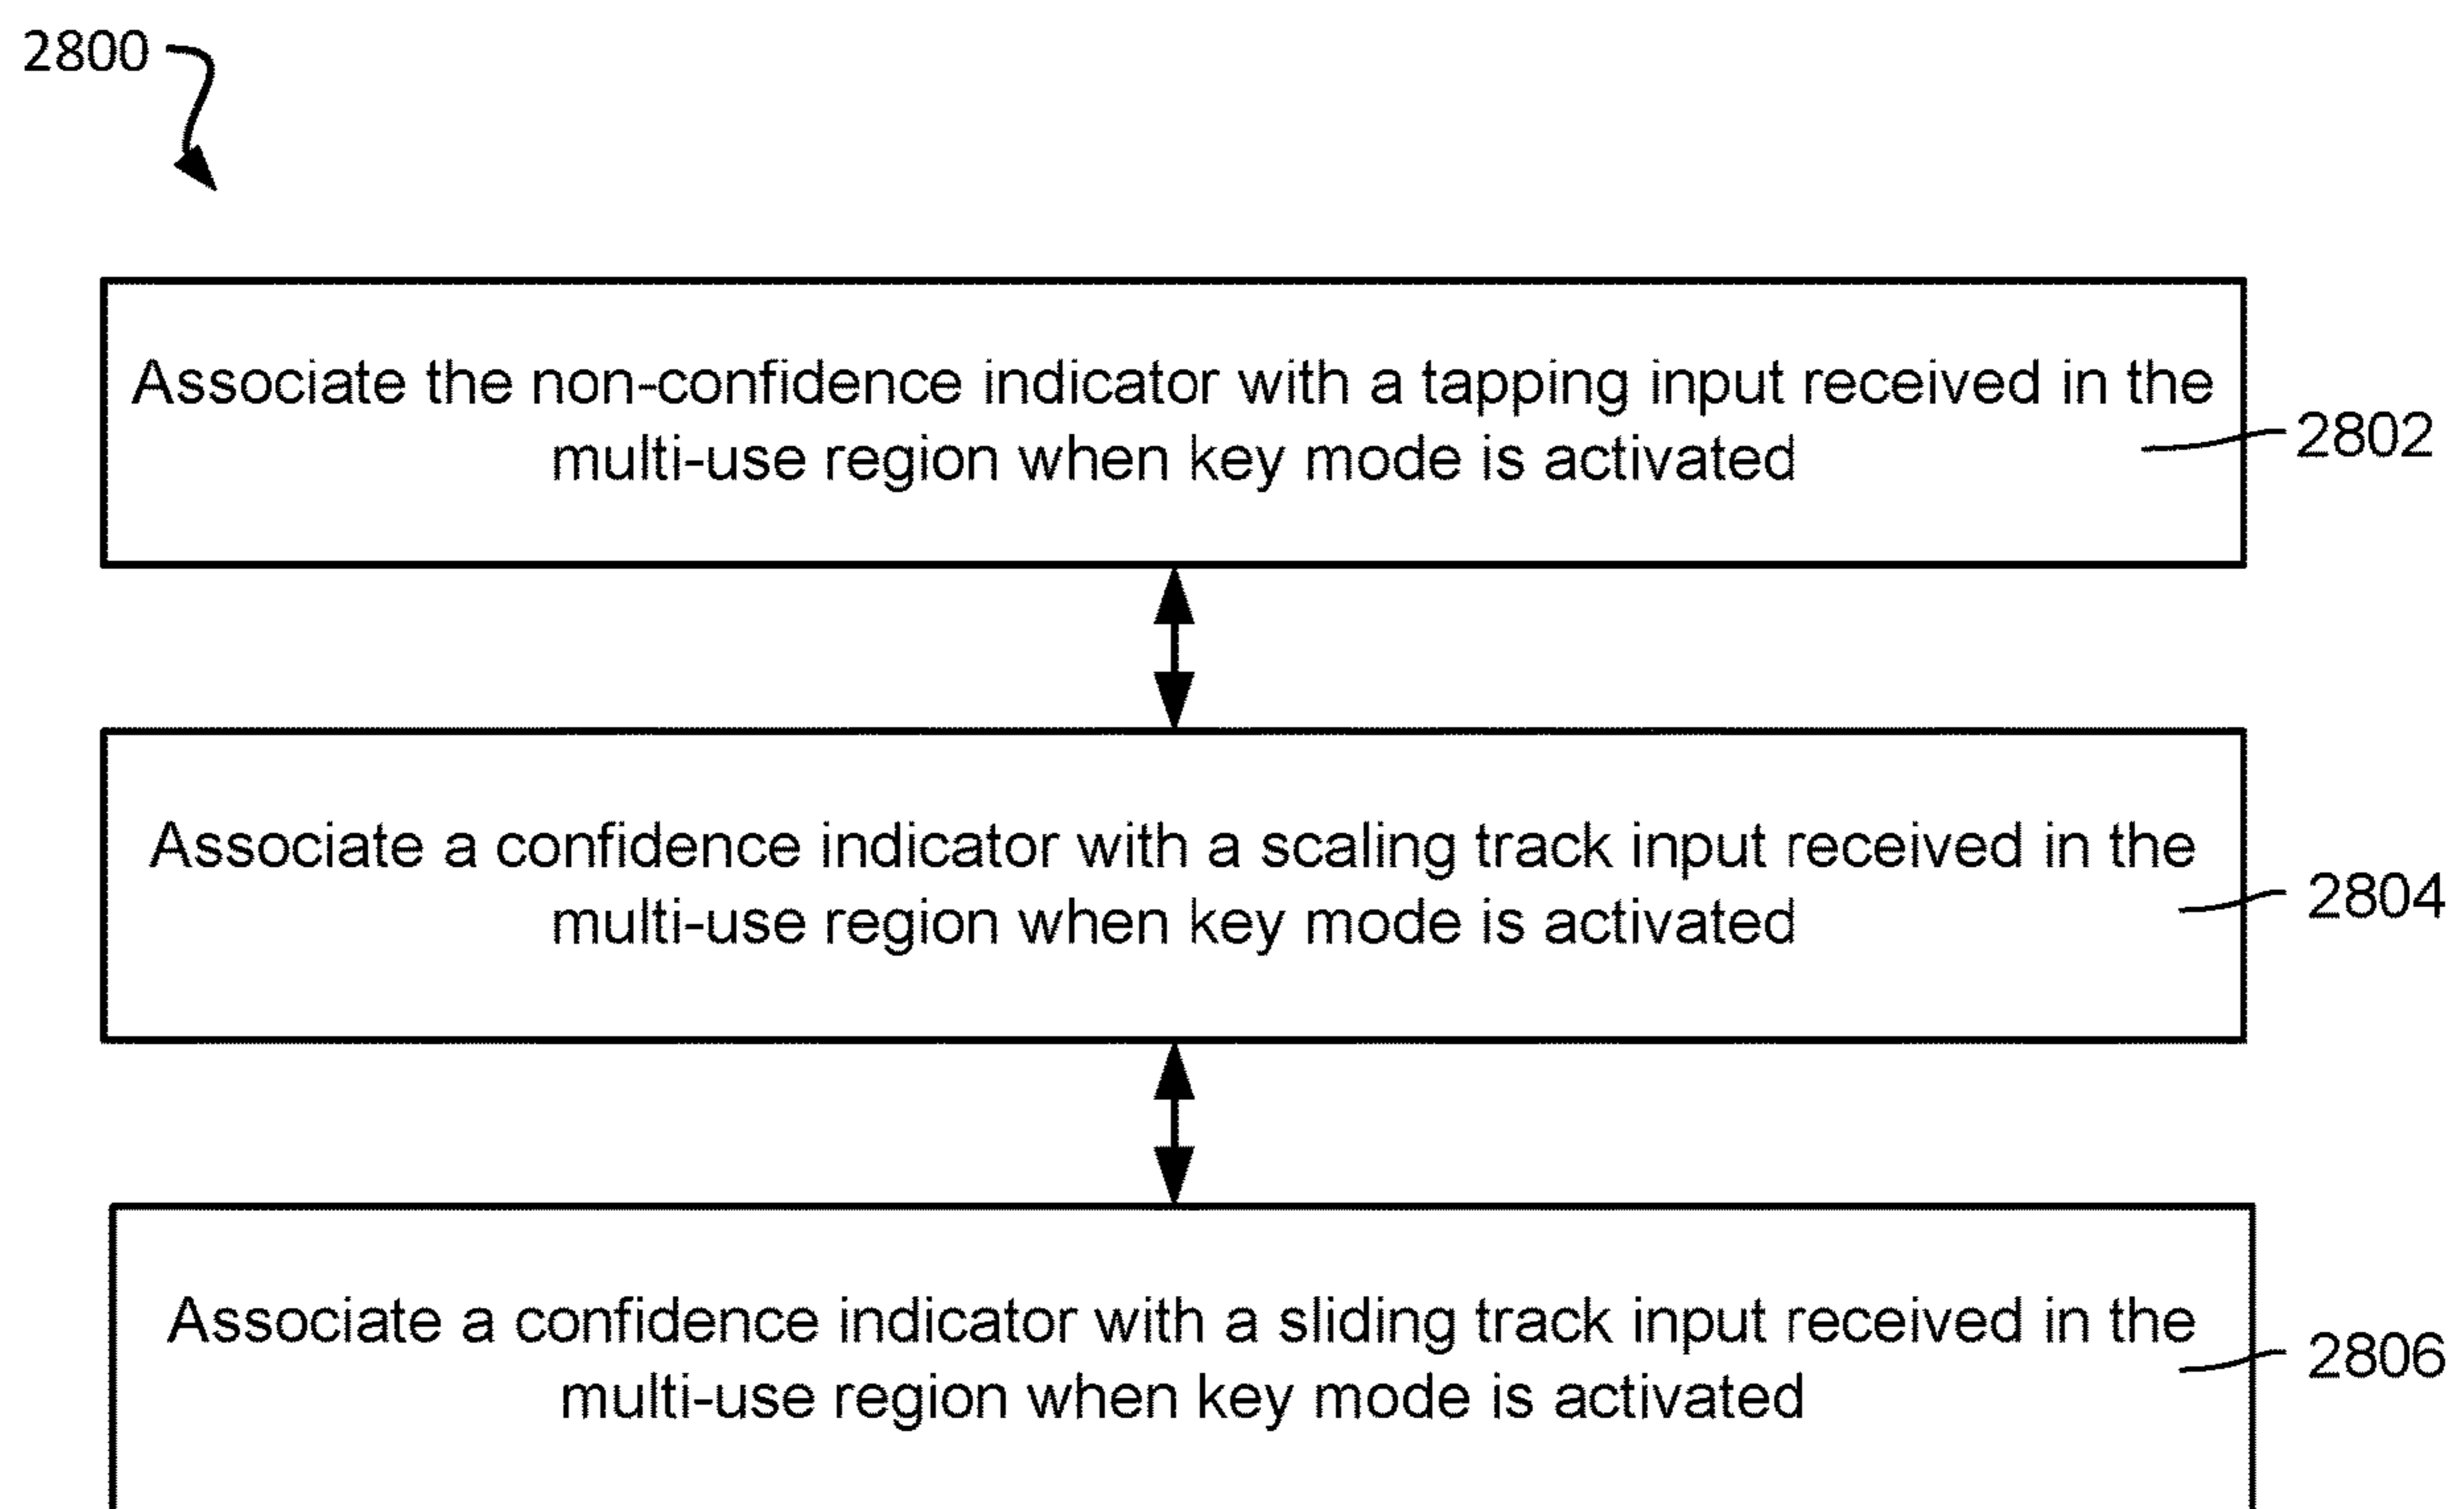 2800
Associate the non-confidence indicator with a tapping input received in the
multi-use region when key mode is activated
2802
Associate a confidence indicator with a scaling track input received in the
multi-use region when key mode is activated
2804
Associate a confidence indicator with a sliding track input received in the
multi-use region when key mode is activated
2806